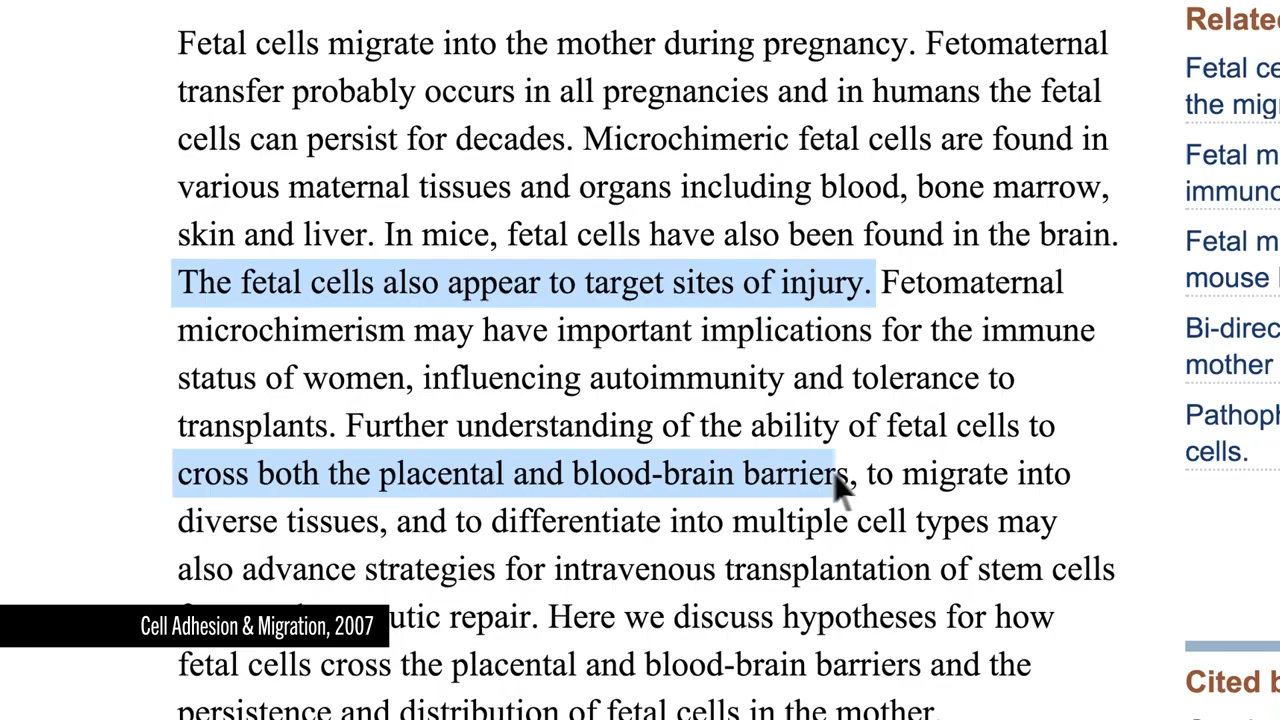 Fetal cells migrate into the mother during pregnancy. Fetomaternal
transfer probably occurs in all pregnancies and in humans the fetal
cells can persist for decades. Microchimeric fetal cells are found in
various maternal tissues and organs including blood, bone marrow,
skin and liver. In mice, fetal cells have also been found in the brain.
The fetal cells also appear to target sites of injury. Fetomaternal
microchimerism may have important implications for the immune
status of women, influencing autoimmunity and tolerance to
transplants. Further understanding of the ability of fetal cells to
cross both the placental and blood-brain barriers, to migrate into
diverse tissues, and to differentiate into multiple cell types may
also advance strategies for intravenous transplantation of stem cells
utic repair. Here we discuss hypotheses for how
fetal cells cross the placental and blood-brain barriers and the
persistence and distribution of fetal cells in the mother.
Cell Adhesion & Migration, 2007
Relate
Fetal ce
the mig
Fetal m
immuno
Fetal m
mouse
Bi-direc
mother
Pathoph
cells.
Cited b